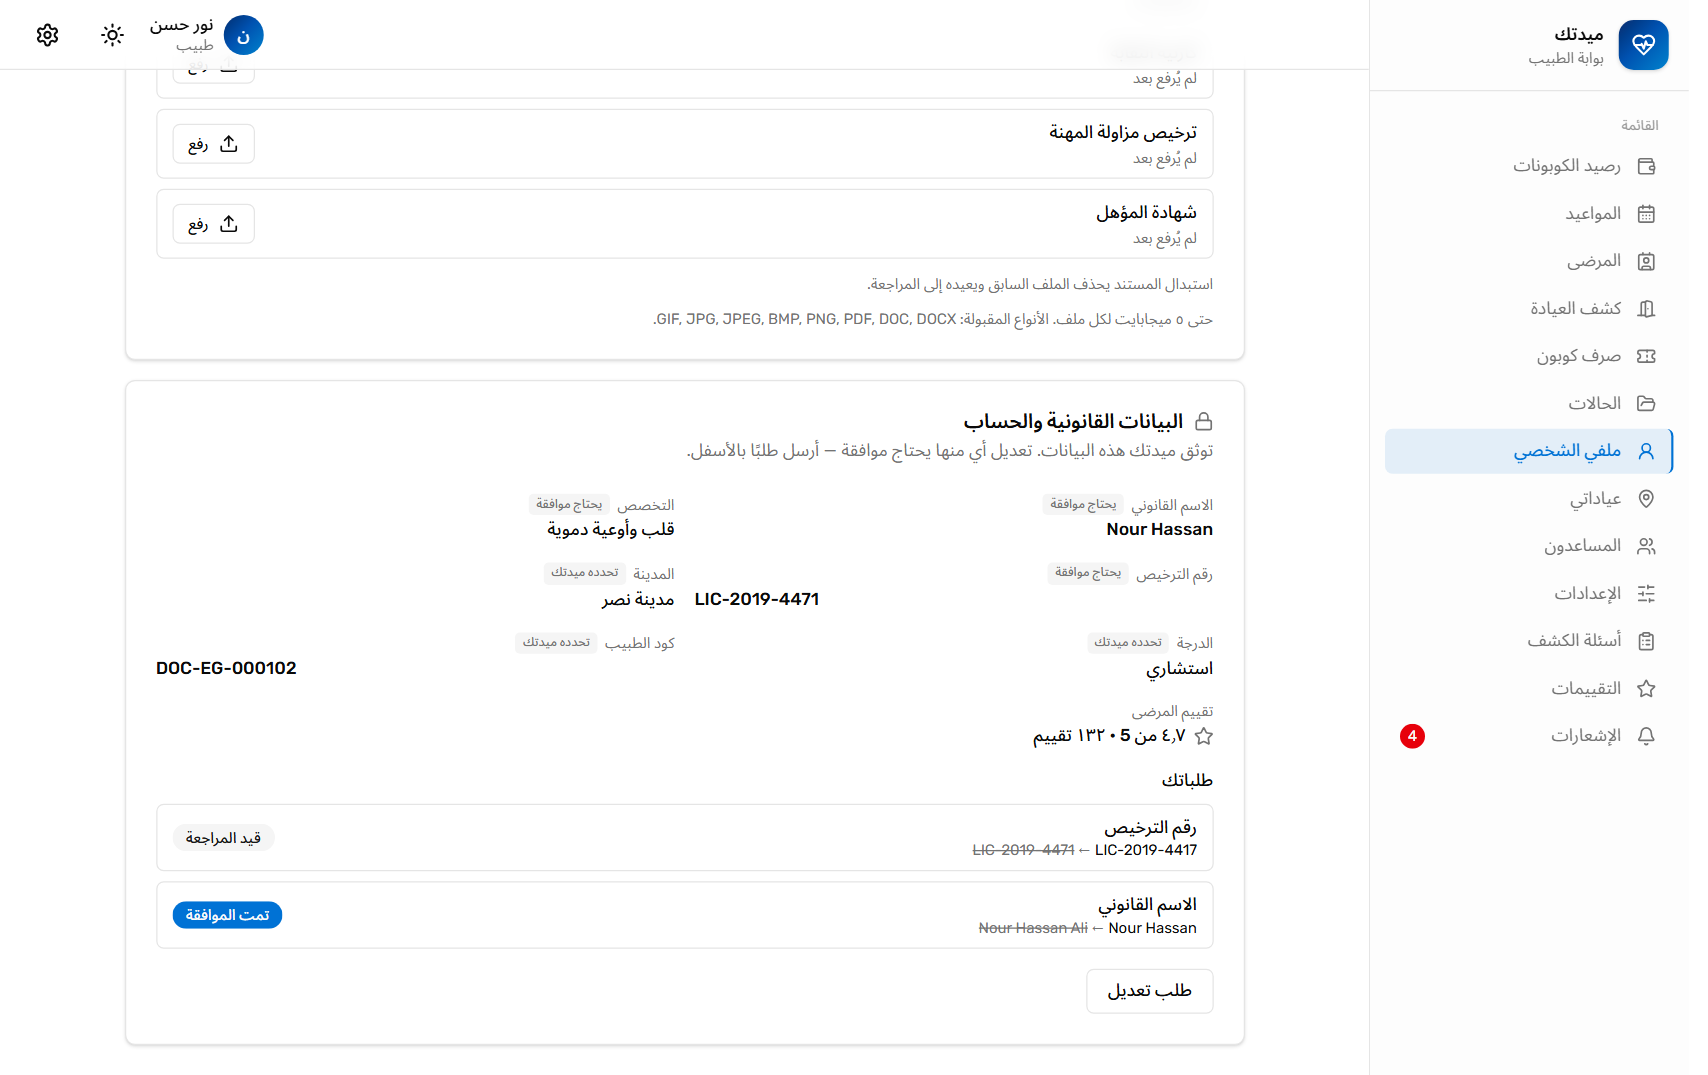 ميدتك
بوابة الطبيب
القائمة
رصيد الكوبونات
المواعيد
المرضى
كشف العيادة
صرف كوبون
الحالات
ملفي الشخصي
عياداتي
المساعدون
الإعدادات
أسئلة الكشف
التقييمات
الإشعارات
4
ن
نور حسن
طبيب
لم يُرفع بعد
رفع
ترخيص مزاولة المهنة
لم يُرفع بعد
رفع
شهادة المؤهل
لم يُرفع بعد
رفع
استبدال المستند يحذف الملف السابق ويعيده إلى المراجعة.
حتى ٥ ميجابايت لكل ملف. الأنواع المقبولة: GIF, JPG, JPEG, BMP, PNG, PDF, DOC, DOCX.
البيانات القانونية والحساب
توثق ميدتك هذه البيانات. تعديل أي منها يحتاج موافقة — أرسل طلبًا بالأسفل.
الاسم القانوني يحتاج موافقة
Nour Hassan
التخصص يحتاج موافقة
قلب وأوعية دموية
رقم الترخيص يحتاج موافقة
LIC-2019-4471
المدينة تحدده ميدتك
مدينة نصر
الدرجة تحدده ميدتك
استشاري
كود الطبيب تحدده ميدتك
DOC-EG-000102
تقييم المرضى
٤٫٧ من 5 • ١٣٢ تقييم
طلباتك
رقم الترخيص
LIC-2019-4471 ← LIC-2019-4417
قيد المراجعة
الاسم القانوني
Nour Hassan Ali ← Nour Hassan
تمت الموافقة
طلب تعديل